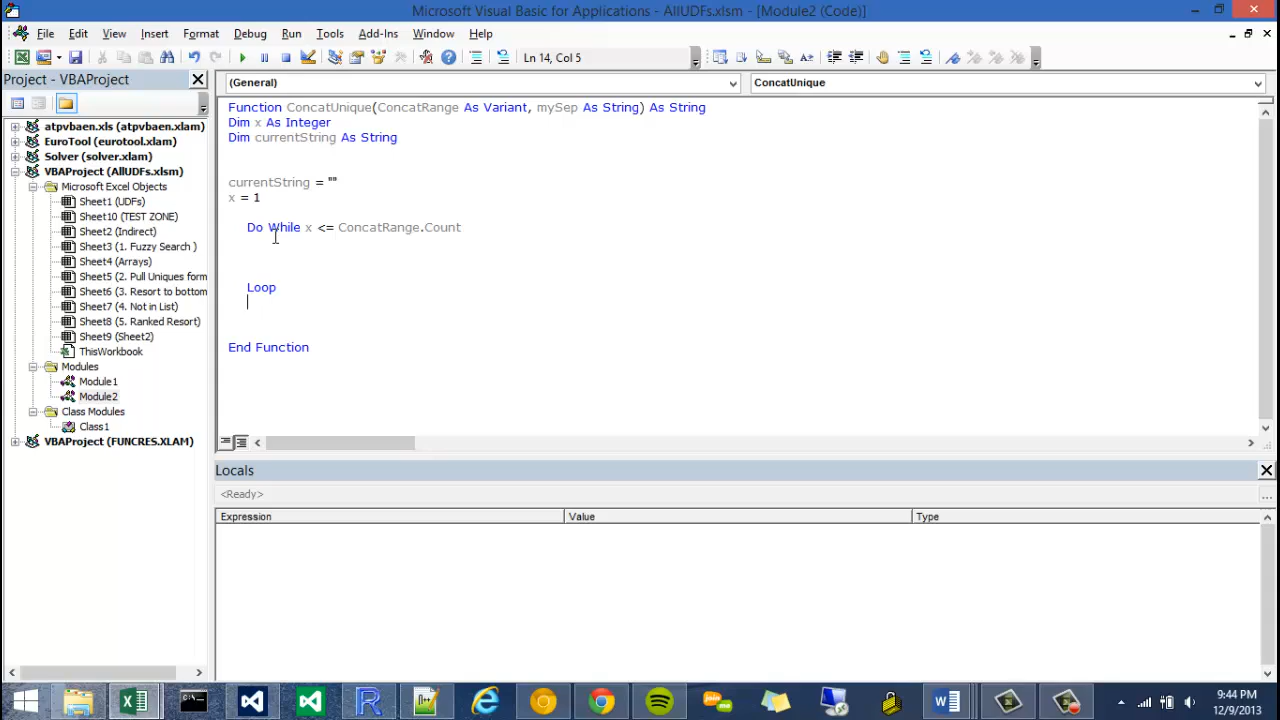 Microsoft Visual Basic for Applications - AllUDFs.xlsm - [Module2 (Code)]
File Edit View Insert Format Debug Run Tools Add-Ins Window Help
Ln 14, Col 5
Project - VBAProject
(General) ConcatUnique
atpvbaen.xls (atpvbaen.xlam)
EuroTool (eurotool.xlam)
Solver (solver.xlam)
VBAProject (AllUDFs.xlsm)
Microsoft Excel Objects
Sheet1 (UDFs)
Sheet10 (TEST ZONE)
Sheet2 (Indirect)
Sheet3 (1. Fuzzy Search )
Sheet4 (Arrays)
Sheet5 (2. Pull Uniques form
Sheet6 (3. Resort to bottom
Sheet7 (4. Not in List)
Sheet8 (5. Ranked Resort)
Sheet9 (Sheet2)
ThisWorkbook
Modules
Module1
Module2
Class Modules
Class1
VBAProject (FUNCRES.XLAM)
Function ConcatUnique(ConcatRange As Variant, mySep As String) As String
Dim x As Integer
Dim currentString As String
currentString = ""
x = 1
Do While x <= ConcatRange.Count
Loop
End Function
Locals
<Ready>
Expression Value Type
9:44 PM
12/9/2013